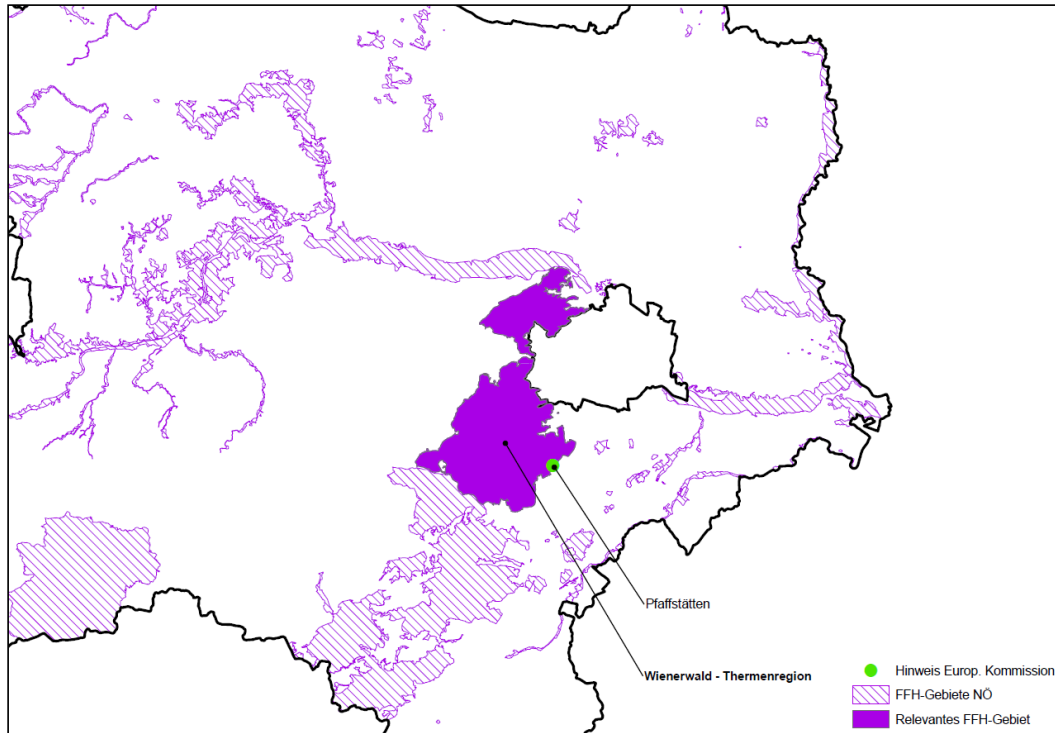 Pfaffstätten
Wienerwald - Thermenregion
Hinweis Europ. Kommission
FFH-Gebiete NÖ
Relevantes FFH-Gebiet